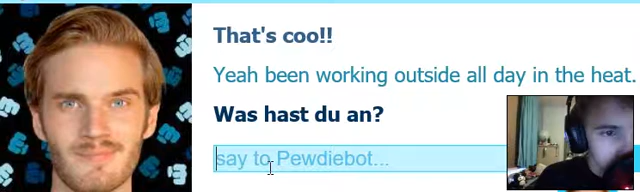 That's coo!!
Yeah been working outside all day in the heat.
Was hast du an?
say to Pewdiebot...